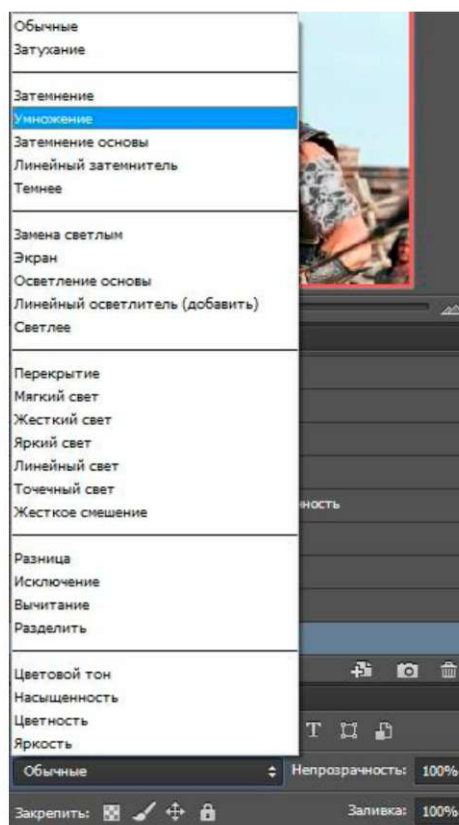 Обычные
Затухание
Затемнение
Умножение
Затемнение основы
Линейный затемнитель
Темнее
Замена светлым
Экран
Осветление основы
Линейный осветлитель (добавить)
Светлее
Перекрытие
Мягкий свет
Жесткий свет
Яркий свет
Линейный свет
Точечный свет
Жесткое смешение
ность
Разница
Исключение
Вычитание
Разделить
Цветовой тон
Насыщенность
Цветность
Яркость
Обычные Непрозрачность: 100%
Закрепить: Заливка: 100%